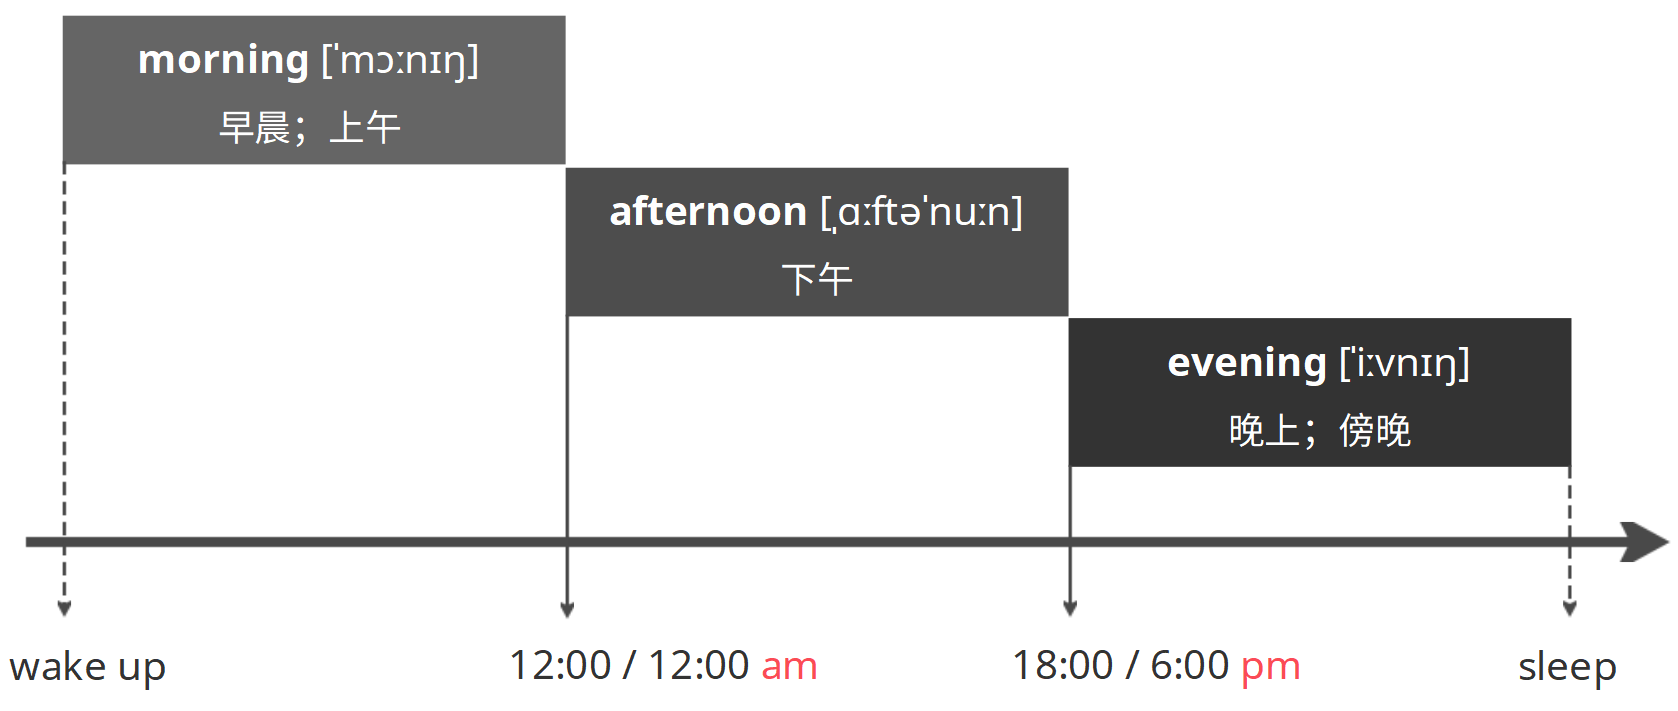 morning [ˈmɔːnɪŋ]
早晨；上午
afternoon [ˌɑːftəˈnuːn]
下午
evening [ˈiːvnɪŋ]
晚上；傍晚
wake up
12:00 / 12:00 am
18:00 / 6:00 pm
sleep